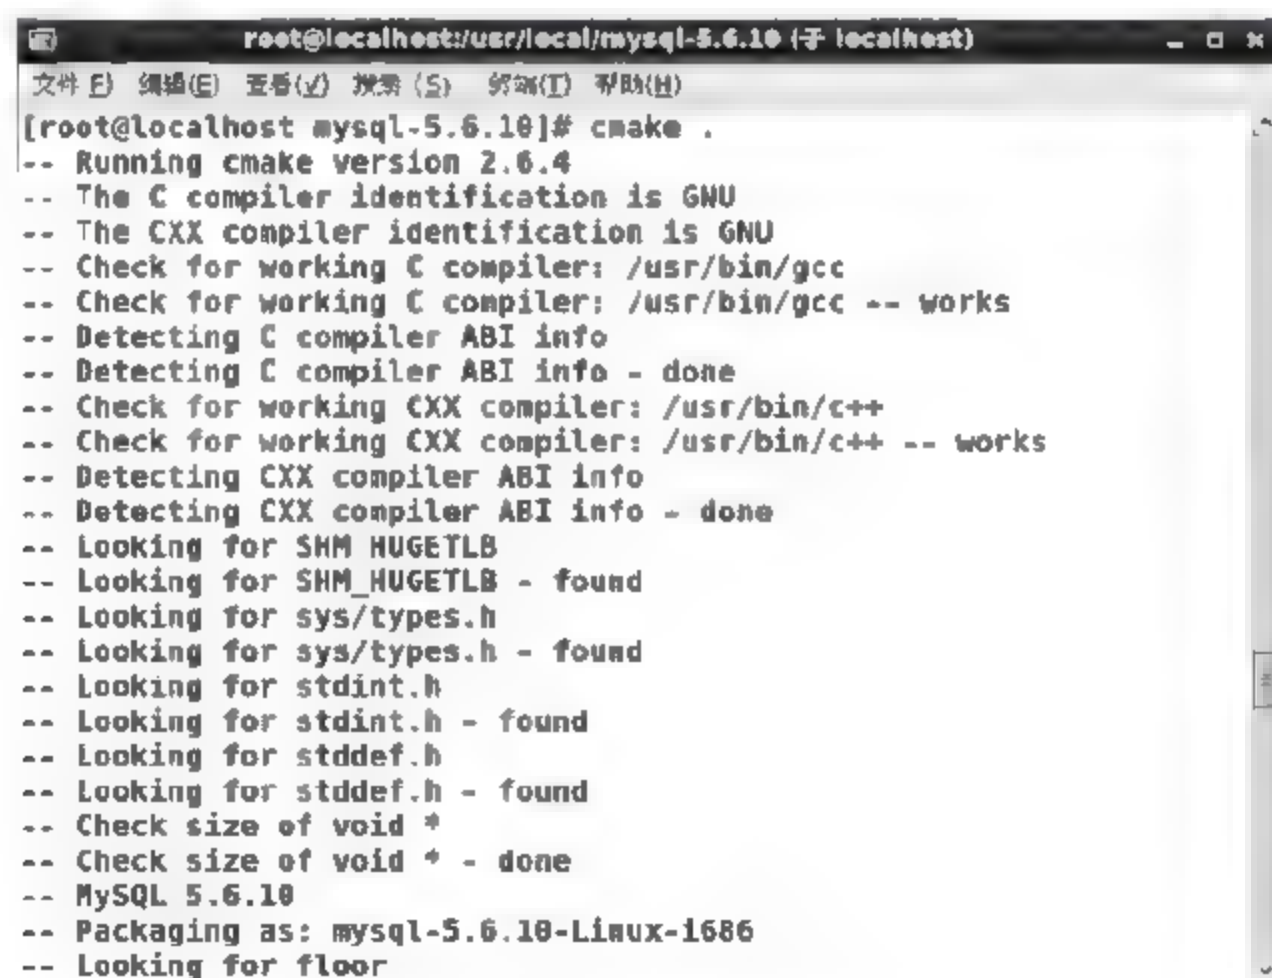 root@localhost:/usr/local/mysql-5.6.10 (于 localhost)
文件(F) 编辑(E) 查看(V) 搜索 (S) 终端(T) 帮助(H)
[root@localhost mysql-5.6.10]# cmake .
-- Running cmake version 2.6.4
-- The C compiler identification is GNU
-- The CXX compiler identification is GNU
-- Check for working C compiler: /usr/bin/gcc
-- Check for working C compiler: /usr/bin/gcc -- works
-- Detecting C compiler ABI info
-- Detecting C compiler ABI info - done
-- Check for working CXX compiler: /usr/bin/c++
-- Check for working CXX compiler: /usr/bin/c++ -- works
-- Detecting CXX compiler ABI info
-- Detecting CXX compiler ABI info - done
-- Looking for SHM_HUGETLB
-- Looking for SHM_HUGETLB - found
-- Looking for sys/types.h
-- Looking for sys/types.h - found
-- Looking for stdint.h
-- Looking for stdint.h - found
-- Looking for stddef.h
-- Looking for stddef.h - found
-- Check size of void *
-- Check size of void * - done
-- MySQL 5.6.10
-- Packaging as: mysql-5.6.10-Linux-i686
-- Looking for floor